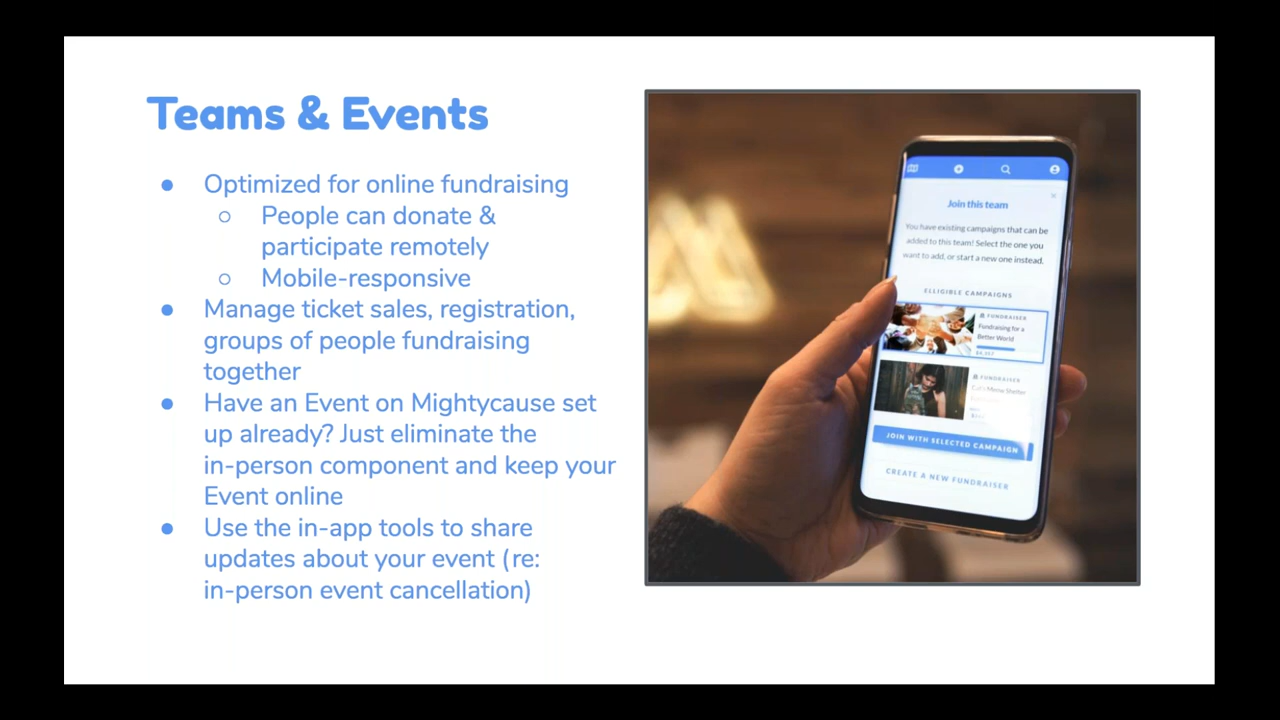 Teams & Events
● Optimized for online fundraising
○ People can donate &
participate remotely
○ Mobile-responsive
● Manage ticket sales, registration,
groups of people fundraising
together
● Have an Event on Mightycause set
up already? Just eliminate the
in-person component and keep your
Event online
● Use the in-app tools to share
updates about your event (re:
in-person event cancellation)
Join this team
You have existing campaigns that can be
added to this team! Select the one you
want to add, or start a new one instead.
ELLIGIBLE CAMPAIGNS
FUNDRAISER
Fundraising for a
Better World
FUNDRAISER
Meme Shelter
JOIN WITH SELECTED CAMPAIGN
CREATE A NEW FUNDRAISER